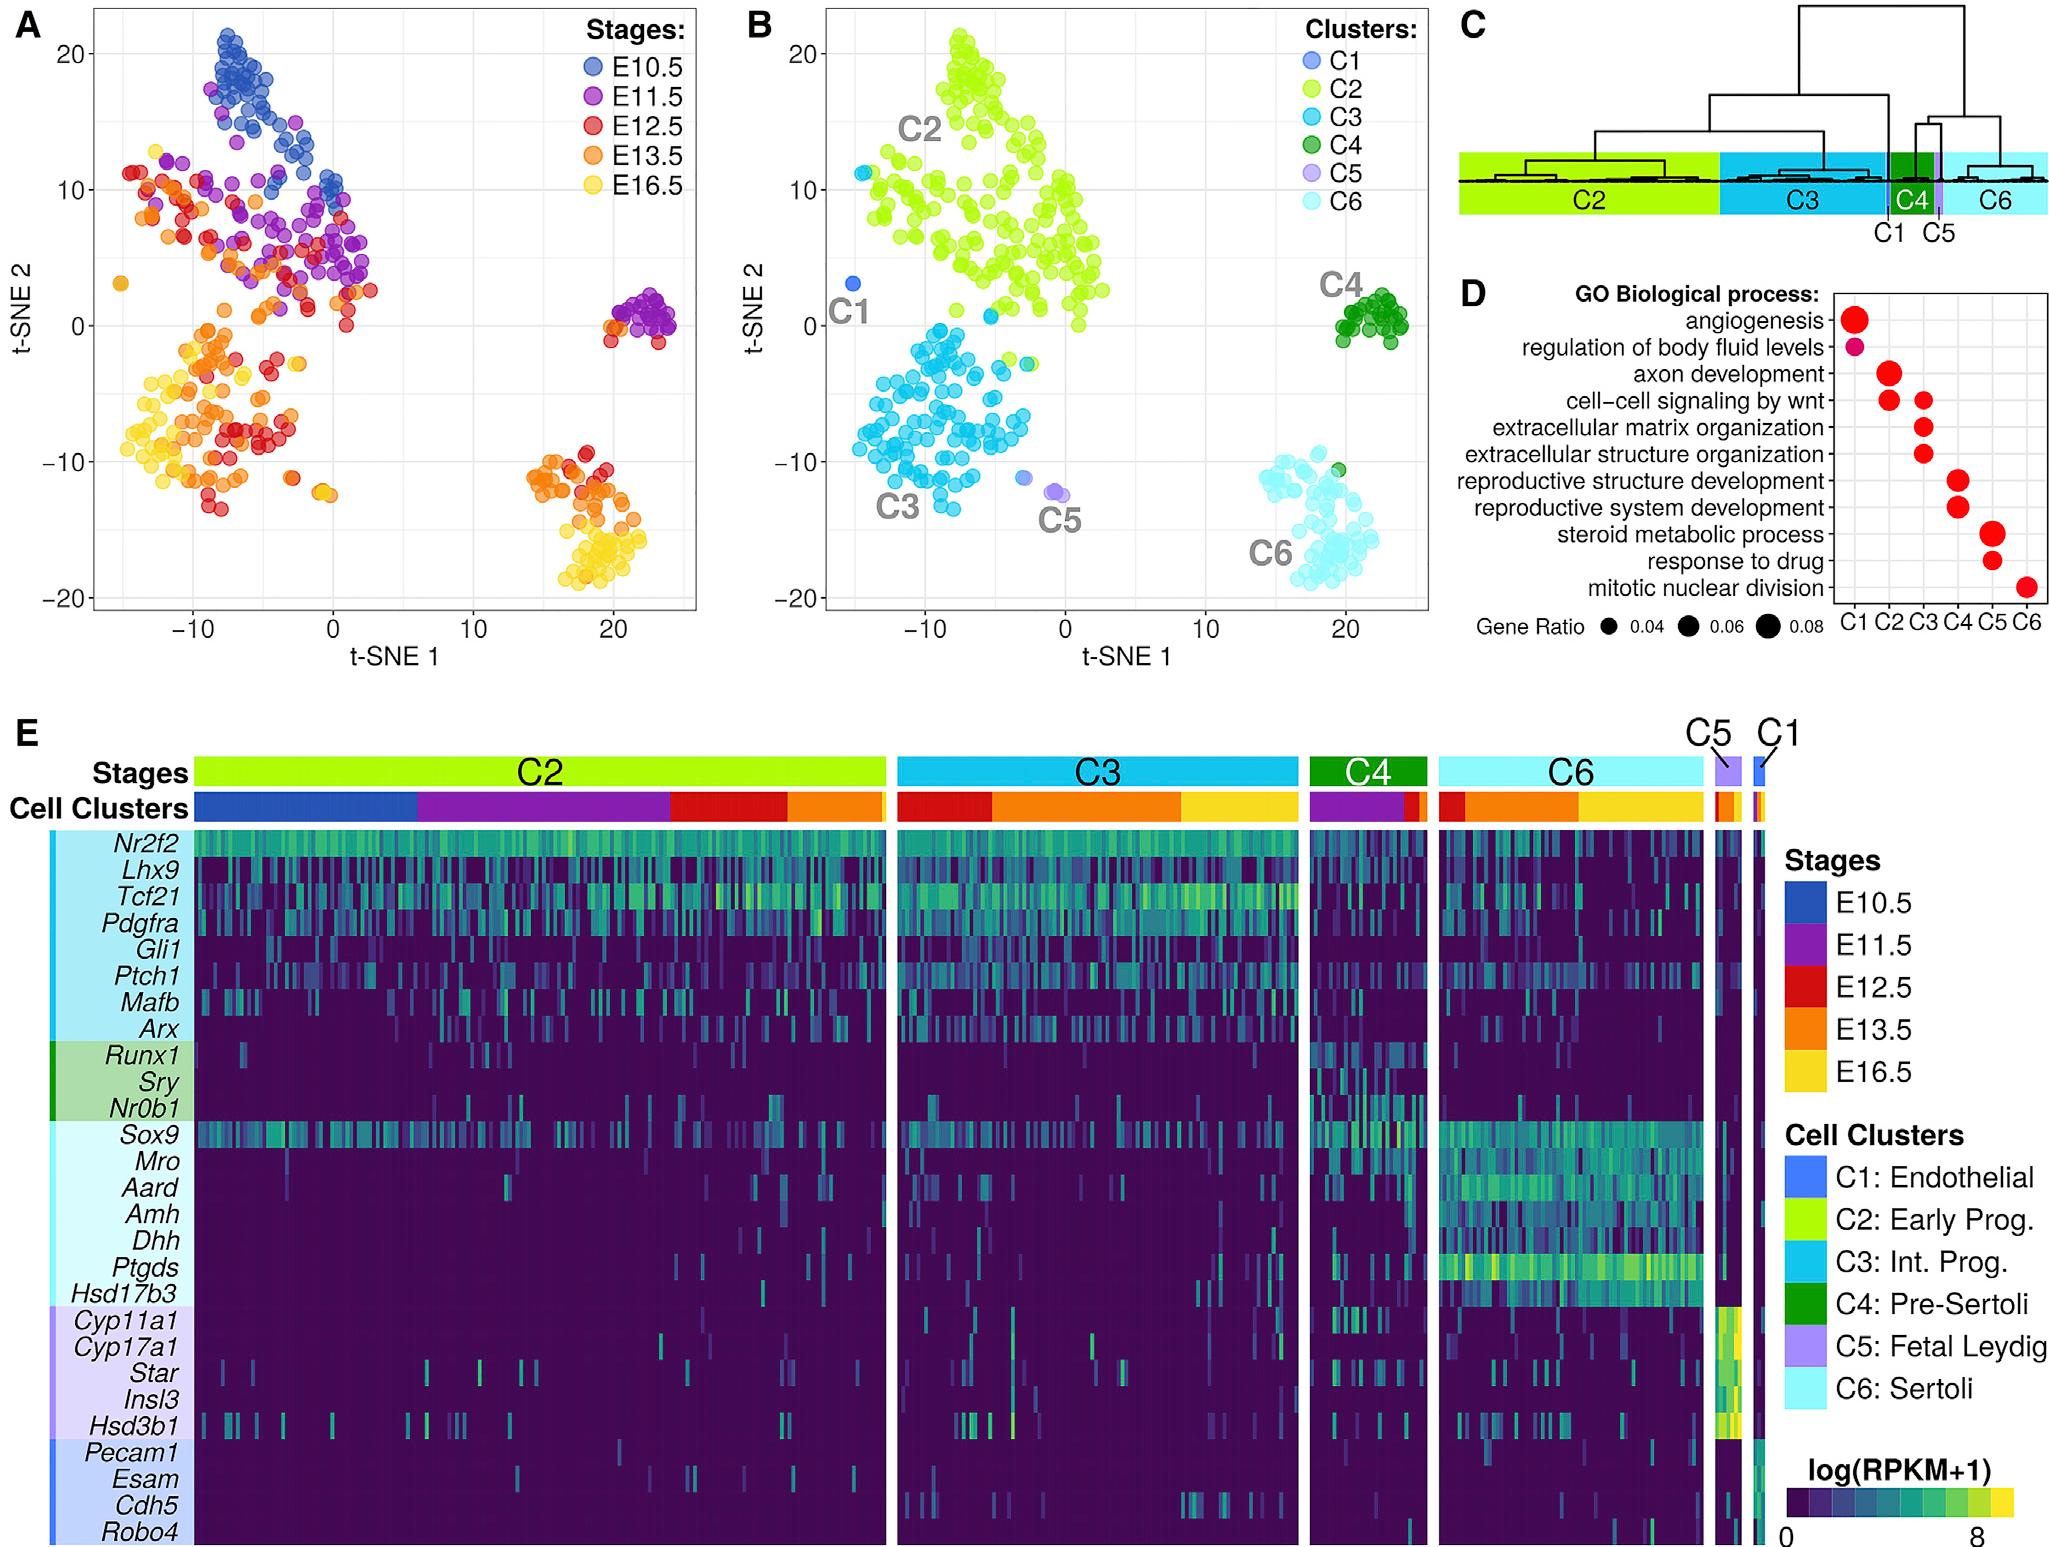 A
Stages:
E10.5
E11.5
E12.5
E13.5
E16.5
20
10
0
−10
−20
−10 0 10 20
t-SNE 1
t-SNE 2
B
Clusters:
C1
C2
C3
C4
C5
C6
C2
C1
C4
C3
C5
C6
20
10
0
−10
−20
−10 0 10 20
t-SNE 1
t-SNE 2
C
C2 C3 C4 C6
C1 C5
D
GO Biological process:
angiogenesis
regulation of body fluid levels
axon development
cell−cell signaling by wnt
extracellular matrix organization
extracellular structure organization
reproductive structure development
reproductive system development
steroid metabolic process
response to drug
mitotic nuclear division
Gene Ratio 0.04 0.06 0.08
C1 C2 C3 C4 C5 C6
E
C5 C1
Stages C2 C3 C4 C6
Cell Clusters
Nr2f2
Lhx9
Tcf21
Pdgfra
Gli1
Ptch1
Mafb
Arx
Runx1
Sry
Nr0b1
Sox9
Mro
Aard
Amh
Dhh
Ptgds
Hsd17b3
Cyp11a1
Cyp17a1
Star
Insl3
Hsd3b1
Pecam1
Esam
Cdh5
Robo4
Stages
E10.5
E11.5
E12.5
E13.5
E16.5
Cell Clusters
C1: Endothelial
C2: Early Prog.
C3: Int. Prog.
C4: Pre-Sertoli
C5: Fetal Leydig
C6: Sertoli
log(RPKM+1)
0 8